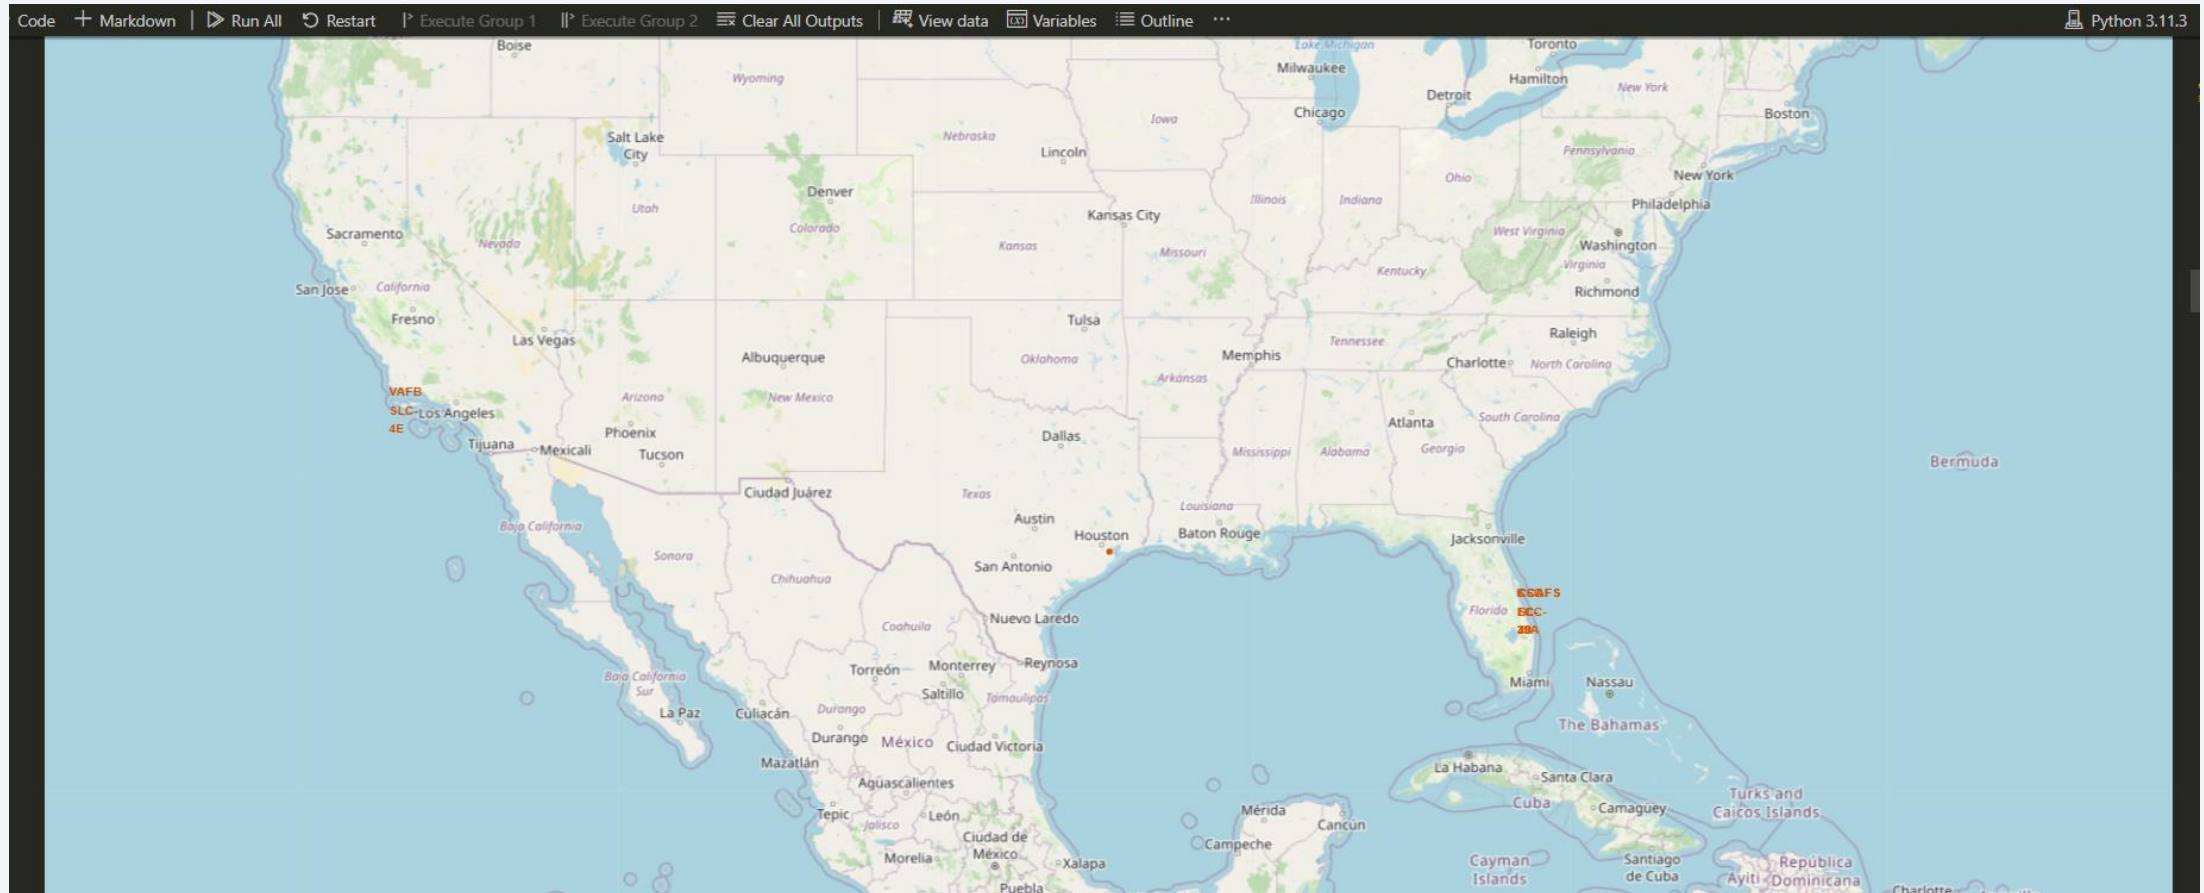 Code + Markdown | Run All Restart Execute Group 1 Execute Group 2 Clear All Outputs | View data Variables Outline ... Python 3.11.3
Boise
Lake Michigan
Toronto
Milwaukee
Wyoming
Hamilton
New York
Detroit
Chicago
Boston
Iowa
Nebraska
Salt Lake
City
Lincoln
Pennsylvania
New York
Ohio
Denver
Utah
Illinois
Indiana
Philadelphia
Kansas City
Colorado
Sacramento
Nevada
Kansas
Missouri
West Virginia
Washington
Virginia
Kentucky
San Jose
California
Richmond
Fresno
Tulsa
Las Vegas
Raleigh
Tennessee
Albuquerque
Oklahoma
Memphis
Charlotte
North Carolina
Arkansas
VAFB
SLC-
4E
Los Angeles
Arizona
New Mexico
South Carolina
Atlanta
Phoenix
Dallas
Tijuana
Mexicali
Tucson
Mississippi
Alabama
Georgia
Bermuda
Ciudad Juárez
Texas
Louisiana
Austin
Baja California
Houston
Baton Rouge
Jacksonville
Sonora
San Antonio
Chihuahua
Florida
Nuevo Laredo
Coahuila
Torreón
Monterrey
Reynosa
Baja California
Sur
Saltillo
Tamaulipas
Miami
Nassau
La Paz
Culiacán
Durango
The Bahamas
Durango
México
Ciudad Victoria
Mazatlán
La Habana
Aguascalientes
Santa Clara
Turks and
Caicos Islands
Cuba
Camagüey
Tepic
Jalisco
León
Mérida
Cancún
Ciudad de
México
Campeche
Morelia
Xalapa
Cayman
Islands
Santiago
de Cuba
República
Dominicana
Ayiti
Puebla
Charlotte